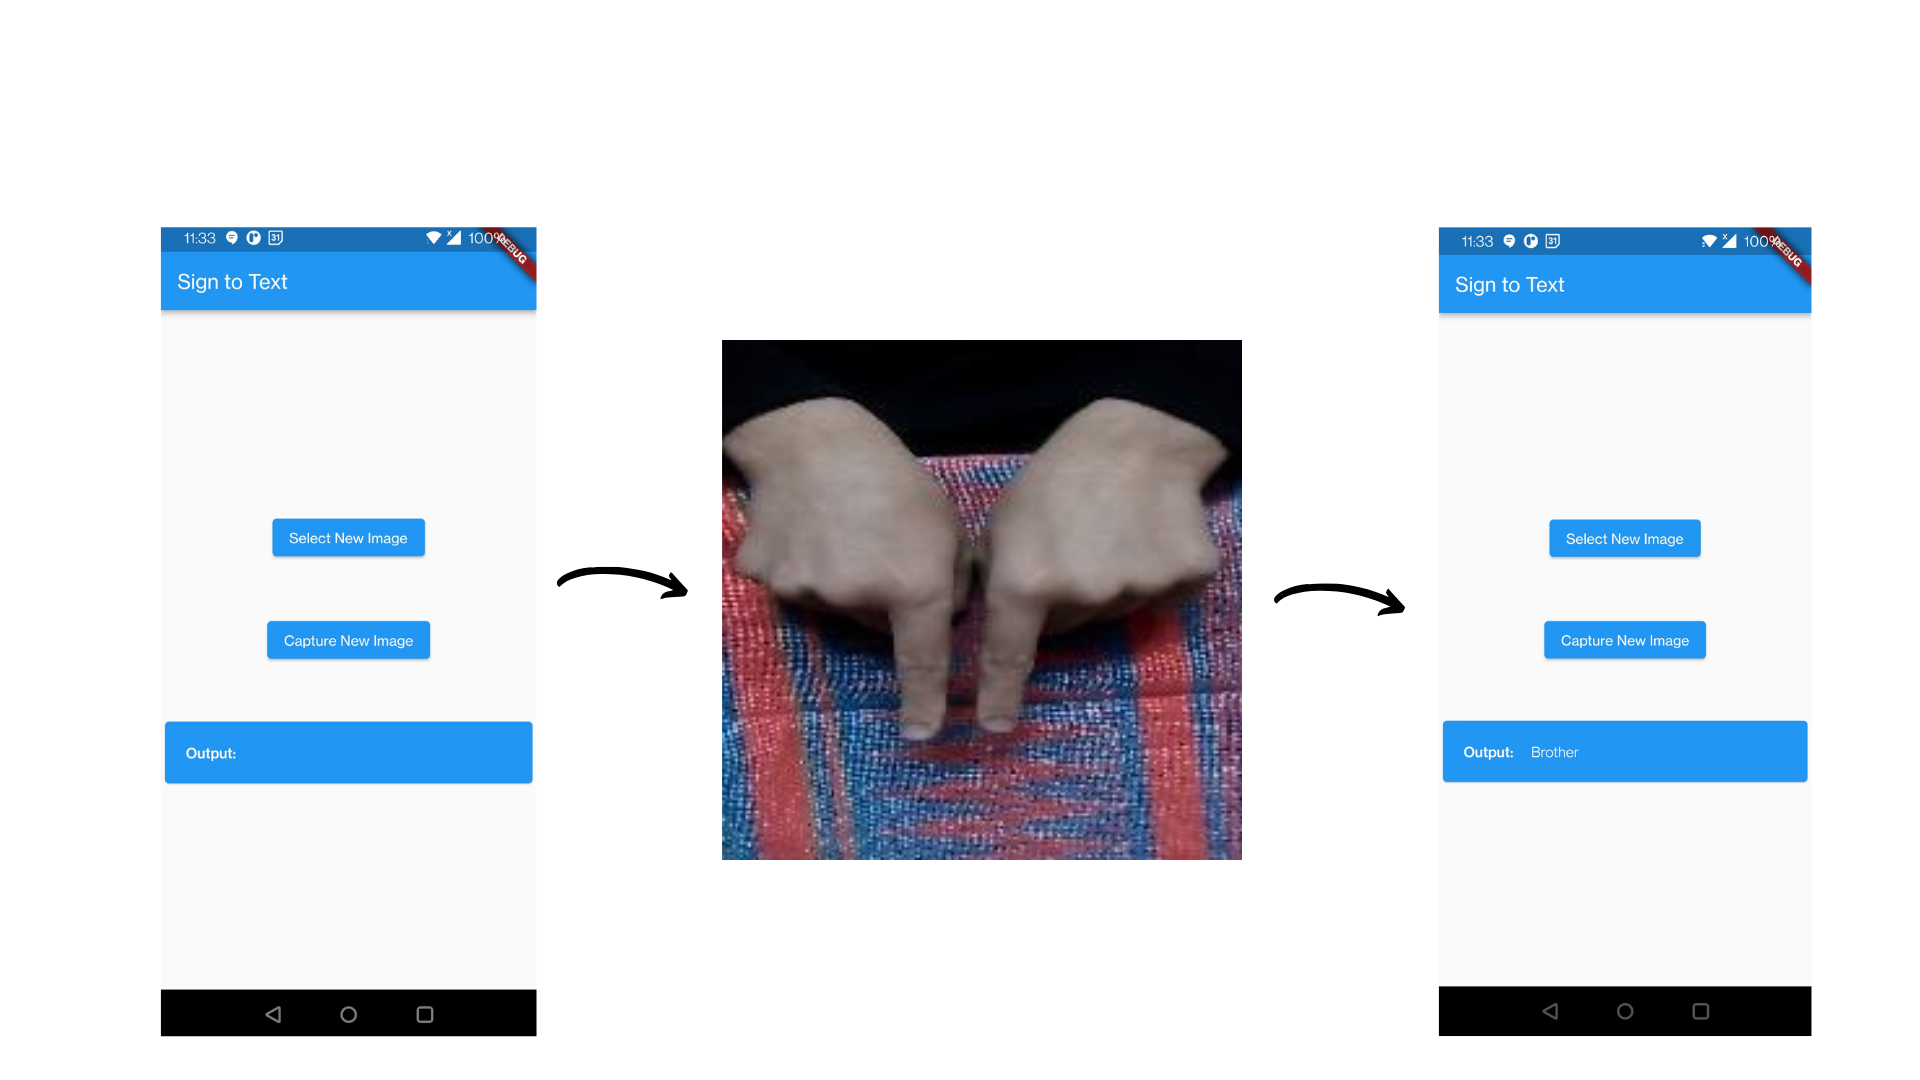 11:33 31 100%
DEBUG
Sign to Text
Select New Image
Capture New Image
Output:
11:33 31 100%
DEBUG
Sign to Text
Select New Image
Capture New Image
Output: Brother